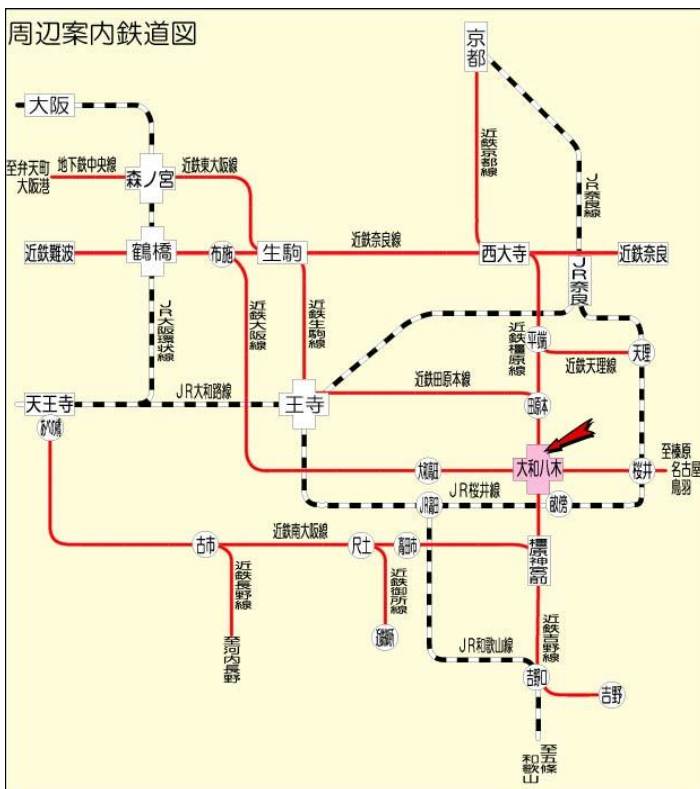 周辺案内鉄道図
京都
大阪
近鉄京都線
至弁天町
大阪港
地下鉄中央線
森ノ宮
近鉄東大阪線
JR奈良線
近鉄難波
鶴橋
布施
生駒
近鉄奈良線
西大寺
近鉄奈良
JR奈良
JR大阪環状線
近鉄大阪線
近鉄生駒線
近鉄橿原線
平端
天理
近鉄天理線
天王寺
JR大和路線
王寺
近鉄田原本線
田原本
大和高田
大和八木
桜井
至榛原
名古屋
鳥羽
JR桜井線
JR高田
畝傍
古市
近鉄南大阪線
尺土
高田市
橿原神宮前
近鉄長野線
近鉄御所線
至河内長野
JR和歌山線
近鉄吉野線
吉野口
吉野
至五條
和歌山